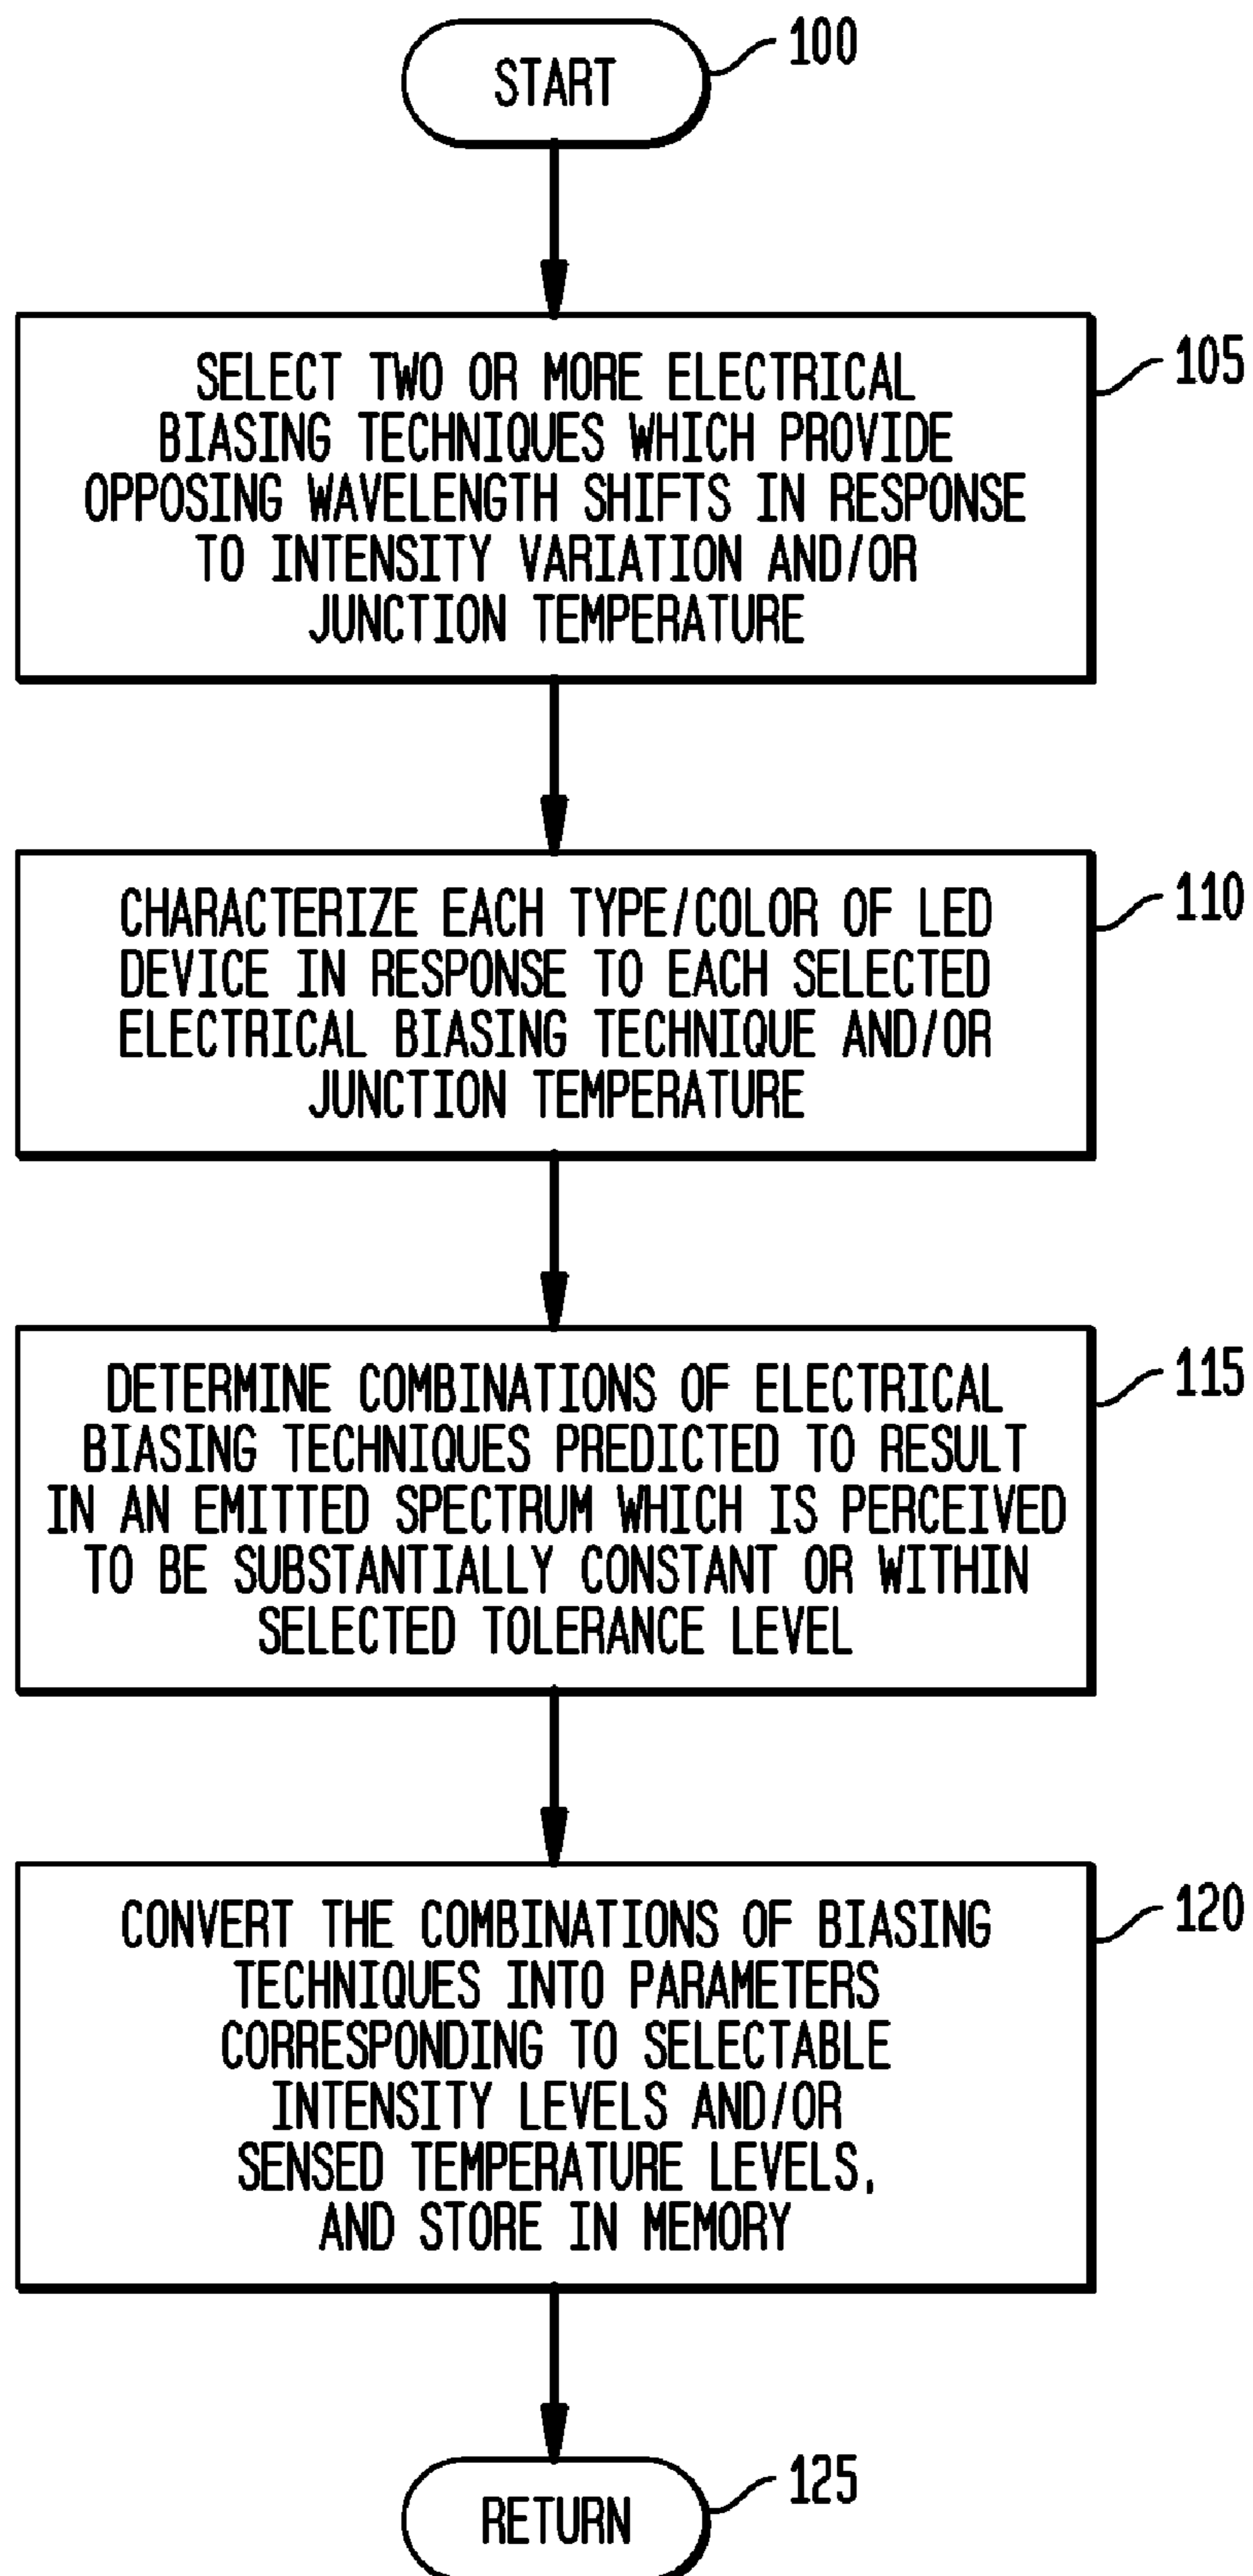 START
100
SELECT TWO OR MORE ELECTRICAL
BIASING TECHNIQUES WHICH PROVIDE
OPPOSING WAVELENGTH SHIFTS IN RESPONSE
TO INTENSITY VARIATION AND/OR
JUNCTION TEMPERATURE
105
CHARACTERIZE EACH TYPE/COLOR OF LED
DEVICE IN RESPONSE TO EACH SELECTED
ELECTRICAL BIASING TECHNIQUE AND/OR
JUNCTION TEMPERATURE
110
DETERMINE COMBINATIONS OF ELECTRICAL
BIASING TECHNIQUES PREDICTED TO RESULT
IN AN EMITTED SPECTRUM WHICH IS PERCEIVED
TO BE SUBSTANTIALLY CONSTANT OR WITHIN
SELECTED TOLERANCE LEVEL
115
CONVERT THE COMBINATIONS OF BIASING
TECHNIQUES INTO PARAMETERS
CORRESPONDING TO SELECTABLE
INTENSITY LEVELS AND/OR
SENSED TEMPERATURE LEVELS,
AND STORE IN MEMORY
120
RETURN
125